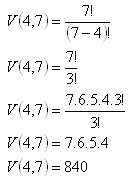 V(4,7) = 7!/(7−4)!
V(4,7) = 7!/3!
V(4,7) = 7.6.5.4.3!/3!
V(4,7) = 7.6.5.4
V(4,7) = 840